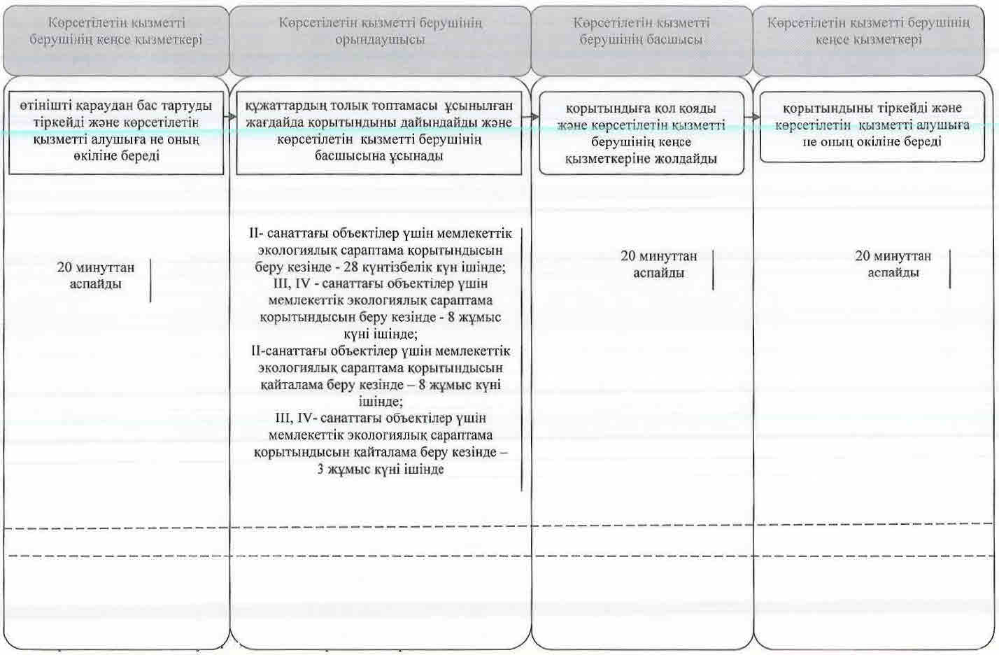 Көрсетілетін қызметті
берушінің кеңсе қызметкері
Көрсетілетін қызметті берушінің
орындаушысы
Көрсетілетін қызметті
берушінің басшысы
Көрсетілетін қызметті берушінің
кеңсе қызметкері
өтінішті қараудан бас тартуды
тіркейді және көрсетілетін
қызметті алушыға не оның
өкіліне береді
құжаттардың толық топтамасы ұсынылған
жағдайда қорытындыны дайындайды және
көрсетілетін қызметті берушінің
басшысына ұсынады
қорытындыға қол қояды
және көрсетілетін қызметті
берушінің кеңсе
қызметкеріне жолдайды
қорытындыны тіркейді және
көрсетілетін қызметті алушыға
не оның өкіліне береді
20 минуттан
аспайды
II- санаттағы объектілер үшін мемлекеттік
экологиялық сараптама қорытындысын
беру кезінде - 28 күнтізбелік күн ішінде;
III, IV - санаттағы объектілер үшін
мемлекеттік экологиялық сараптама
қорытындысын беру кезінде - 8 жұмыс
күні ішінде;
II-санаттағы объектілер үшін мемлекеттік
экологиялық сараптама қорытындысын
қайталама беру кезінде – 8 жұмыс күні
ішінде;
III, IV- санаттағы объектілер үшін
мемлекеттік экологиялық сараптама
қорытындысын қайталама беру кезінде –
3 жұмыс күні ішінде
20 минуттан
аспайды
20 минуттан
аспайды